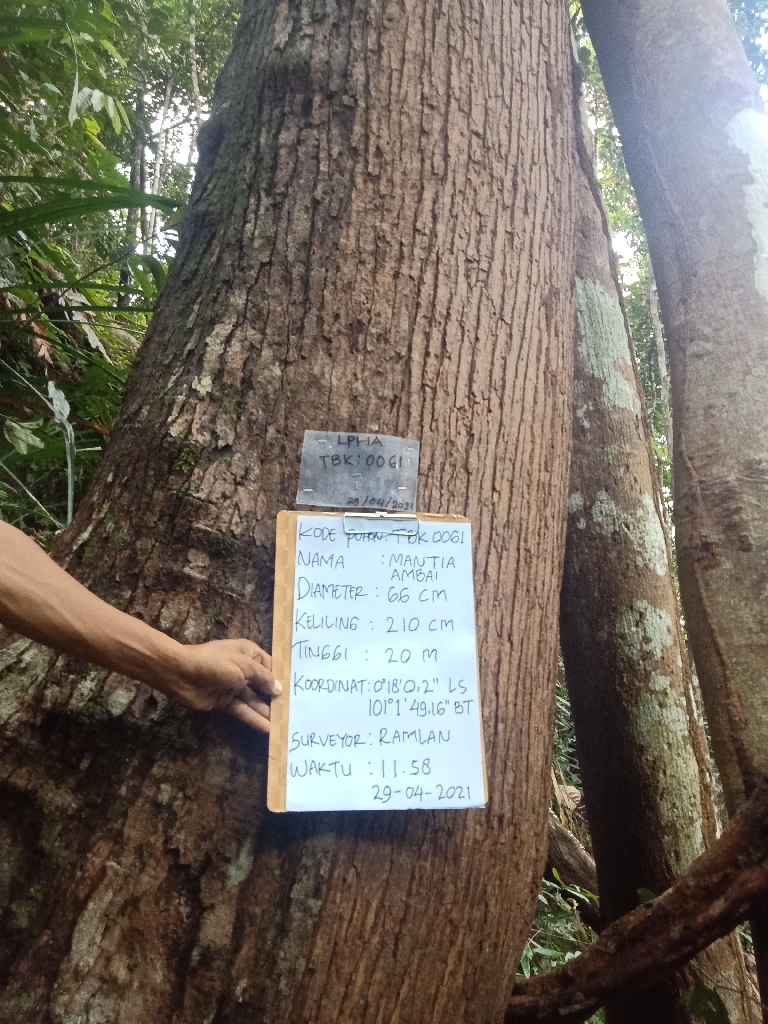 LPHA
TBK:0061
29/04/2021
KODE POHON: TBK 0061
NAMA : MANTIA
AMBAI
DIAMETER : 66 CM
KELILING : 210 CM
TINGGI : 20 M
KOORDINAT: 0°18'0,2" LS
101°1'49.16" BT
SURVEYOR: RAMLAN
WAKTU : 11.58
29-04-2021